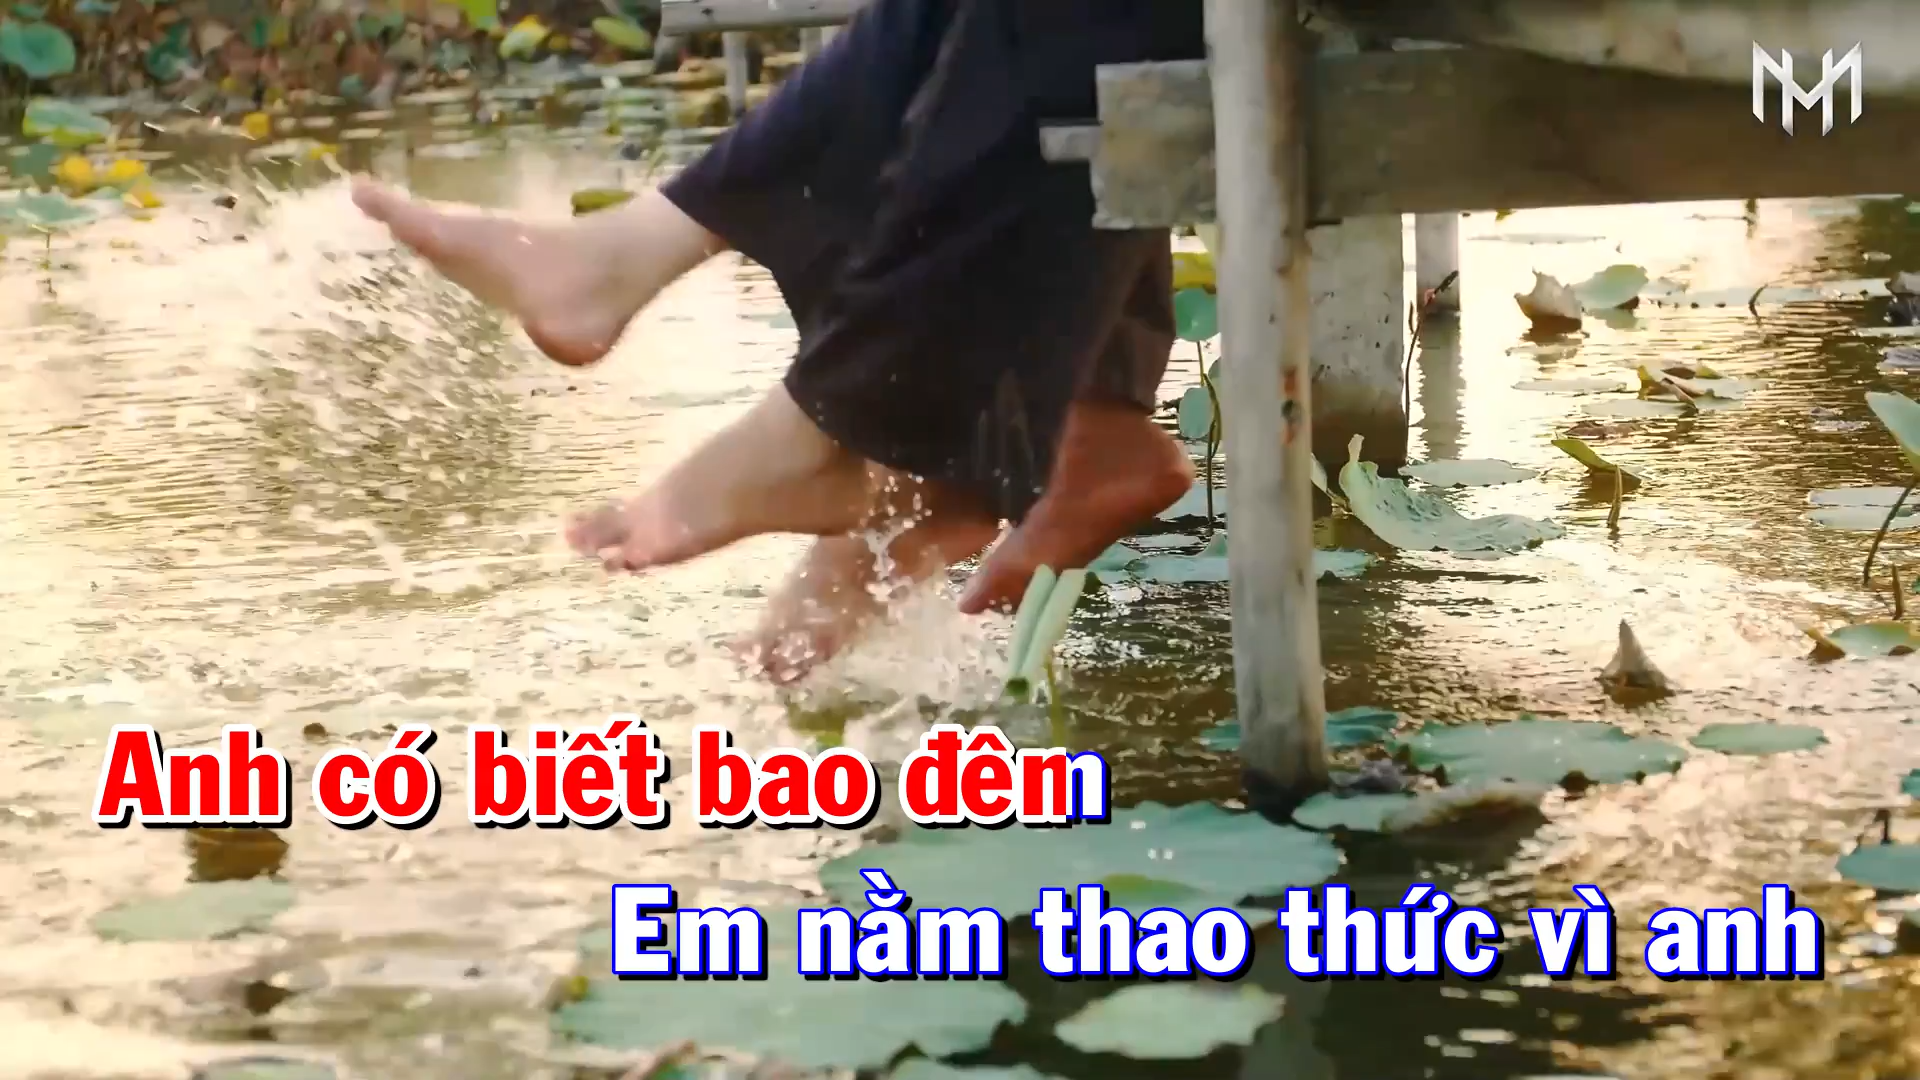 Anh có biết bao đêm
Em nằm thao thức vì anh